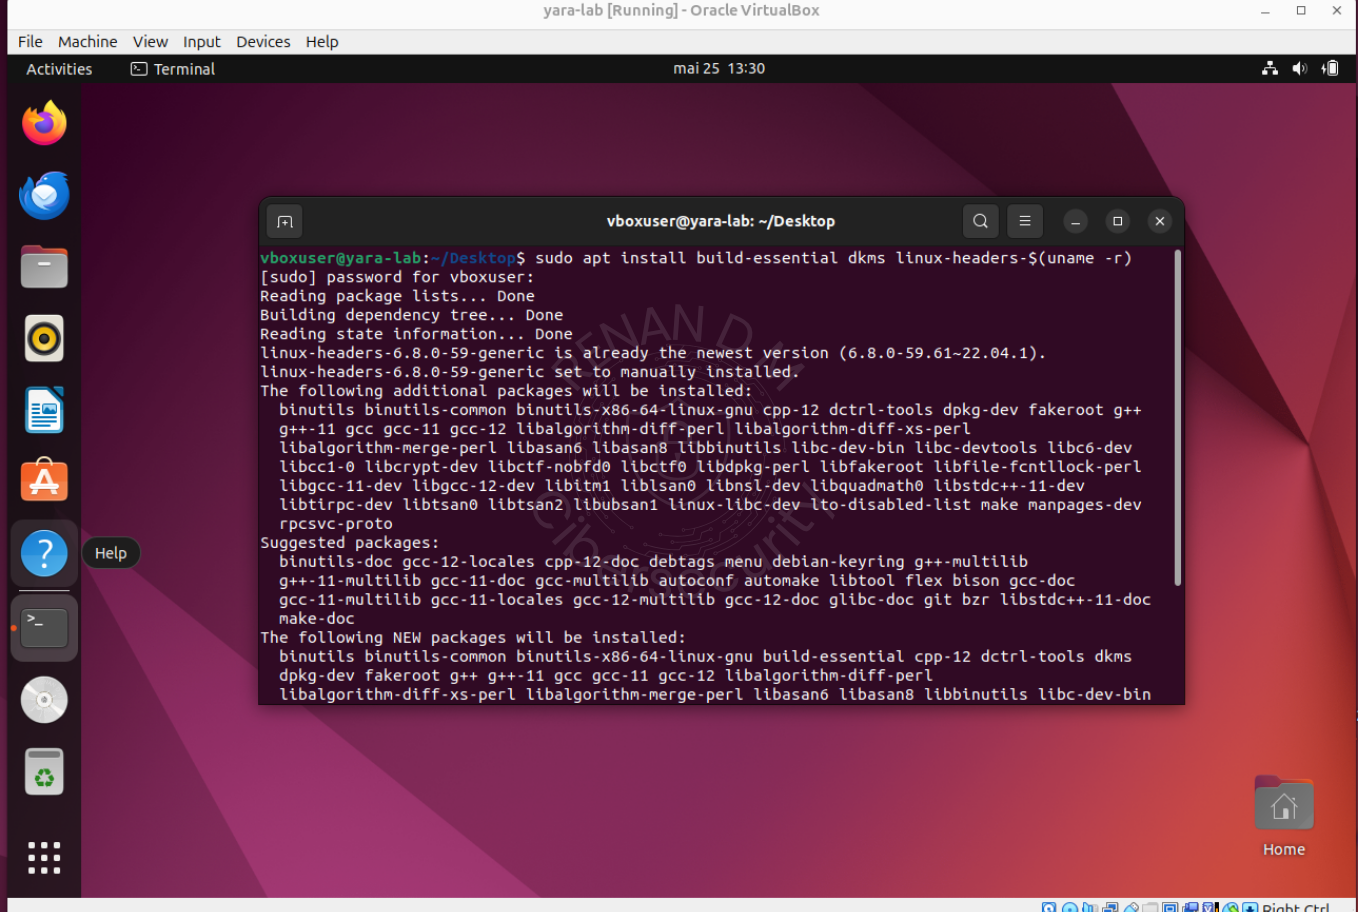 yara-lab [Running] - Oracle VirtualBox
File Machine View Input Devices Help
Activities Terminal mai 25 13:30
vboxuser@yara-lab: ~/Desktop
vboxuser@yara-lab:~/Desktop$ sudo apt install build-essential dkms linux-headers-$(uname -r)
[sudo] password for vboxuser:
Reading package lists... Done
Building dependency tree... Done
Reading state information... Done
linux-headers-6.8.0-59-generic is already the newest version (6.8.0-59.61~22.04.1).
linux-headers-6.8.0-59-generic set to manually installed.
The following additional packages will be installed:
binutils binutils-common binutils-x86-64-linux-gnu cpp-12 dctrl-tools dpkg-dev fakeroot g++
g++-11 gcc gcc-11 gcc-12 libalgorithm-diff-perl libalgorithm-diff-xs-perl
libalgorithm-merge-perl libasan6 libasan8 libbinutils libc-dev-bin libc-devtools libc6-dev
libcc1-0 libcrypt-dev libctf-nobfd0 libctf0 libdpkg-perl libfakeroot libfile-fcntllock-perl
libgcc-11-dev libgcc-12-dev libitm1 liblsan0 libnsl-dev libquadmath0 libstdc++-11-dev
libtirpc-dev libtsan0 libtsan2 libubsan1 linux-libc-dev lto-disabled-list make manpages-dev
rpcsvc-proto
Suggested packages:
binutils-doc gcc-12-locales cpp-12-doc debtags menu debian-keyring g++-multilib
g++-11-multilib gcc-11-doc gcc-multilib autoconf automake libtool flex bison gcc-doc
gcc-11-multilib gcc-11-locales gcc-12-multilib gcc-12-doc glibc-doc git bzr libstdc++-11-doc
make-doc
The following NEW packages will be installed:
binutils binutils-common binutils-x86-64-linux-gnu build-essential cpp-12 dctrl-tools dkms
dpkg-dev fakeroot g++ g++-11 gcc gcc-11 gcc-12 libalgorithm-diff-perl
libalgorithm-diff-xs-perl libalgorithm-merge-perl libasan6 libasan8 libbinutils libc-dev-bin
Help
Home
Right Ctrl
RENAN D.
Cibersecurity